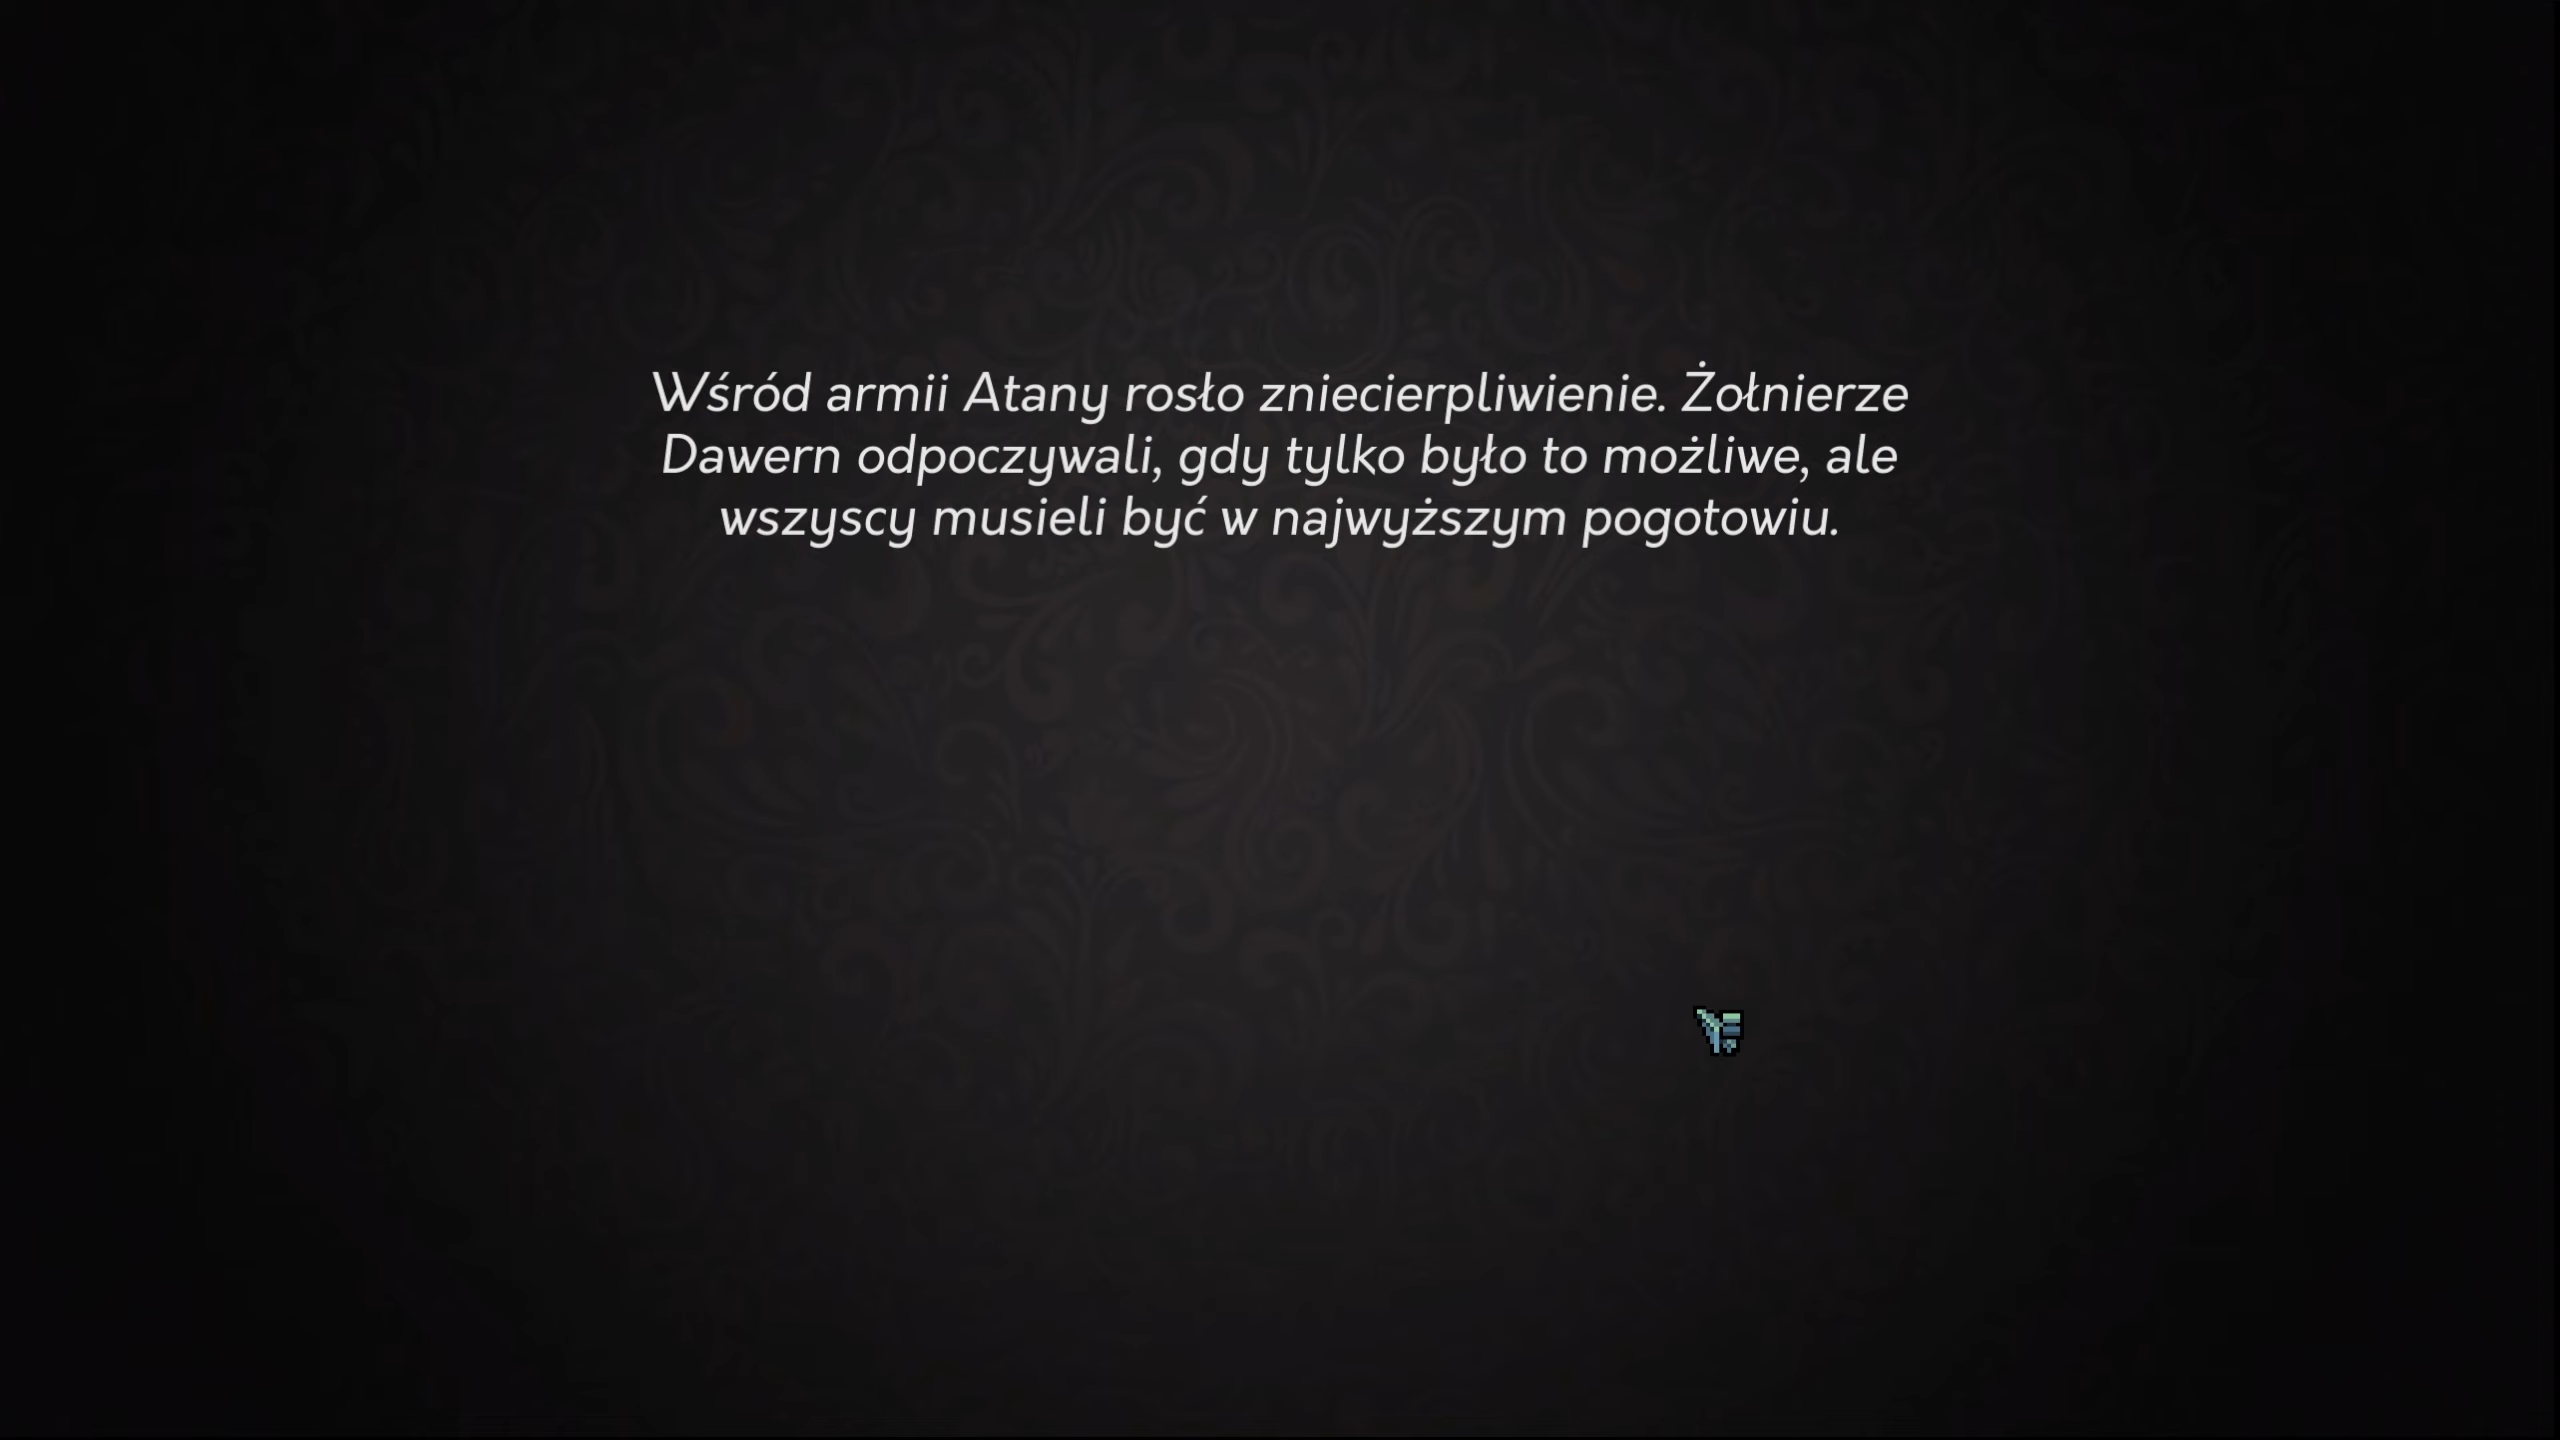 Wśród armii Atany rosło zniecierpliwienie. Żołnierze
Dawern odpoczywali, gdy tylko było to możliwe, ale
wszyscy musieli być w najwyższym pogotowiu.